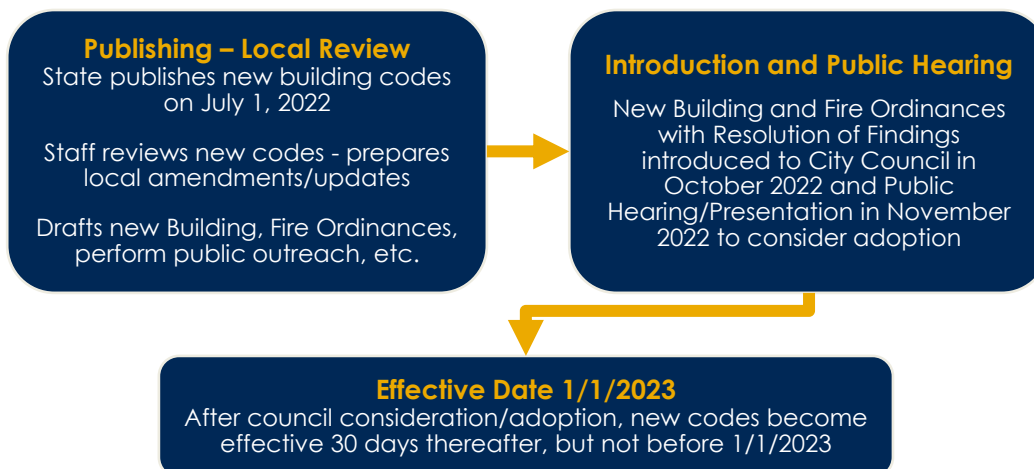 Publishing – Local Review
State publishes new building codes
on July 1, 2022
Staff reviews new codes - prepares
local amendments/updates
Drafts new Building, Fire Ordinances,
perform public outreach, etc.
Introduction and Public Hearing
New Building and Fire Ordinances
with Resolution of Findings
introduced to City Council in
October 2022 and Public
Hearing/Presentation in November
2022 to consider adoption
Effective Date 1/1/2023
After council consideration/adoption, new codes become
effective 30 days thereafter, but not before 1/1/2023